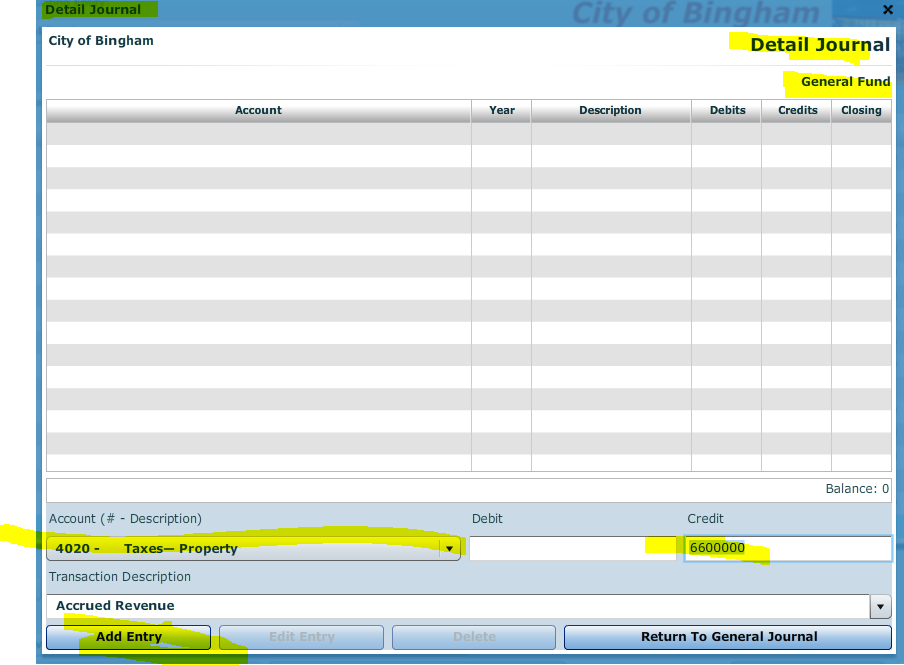 City of Bingham
Detail Journal
City of Bingham
Detail Journal
General Fund
Account Year Description Debits Credits Closing
Balance: 0
Account (# - Description) Debit Credit
4020 - Taxes— Property 6600000
Transaction Description
Accrued Revenue
Add Entry Edit Entry Delete Return To General Journal